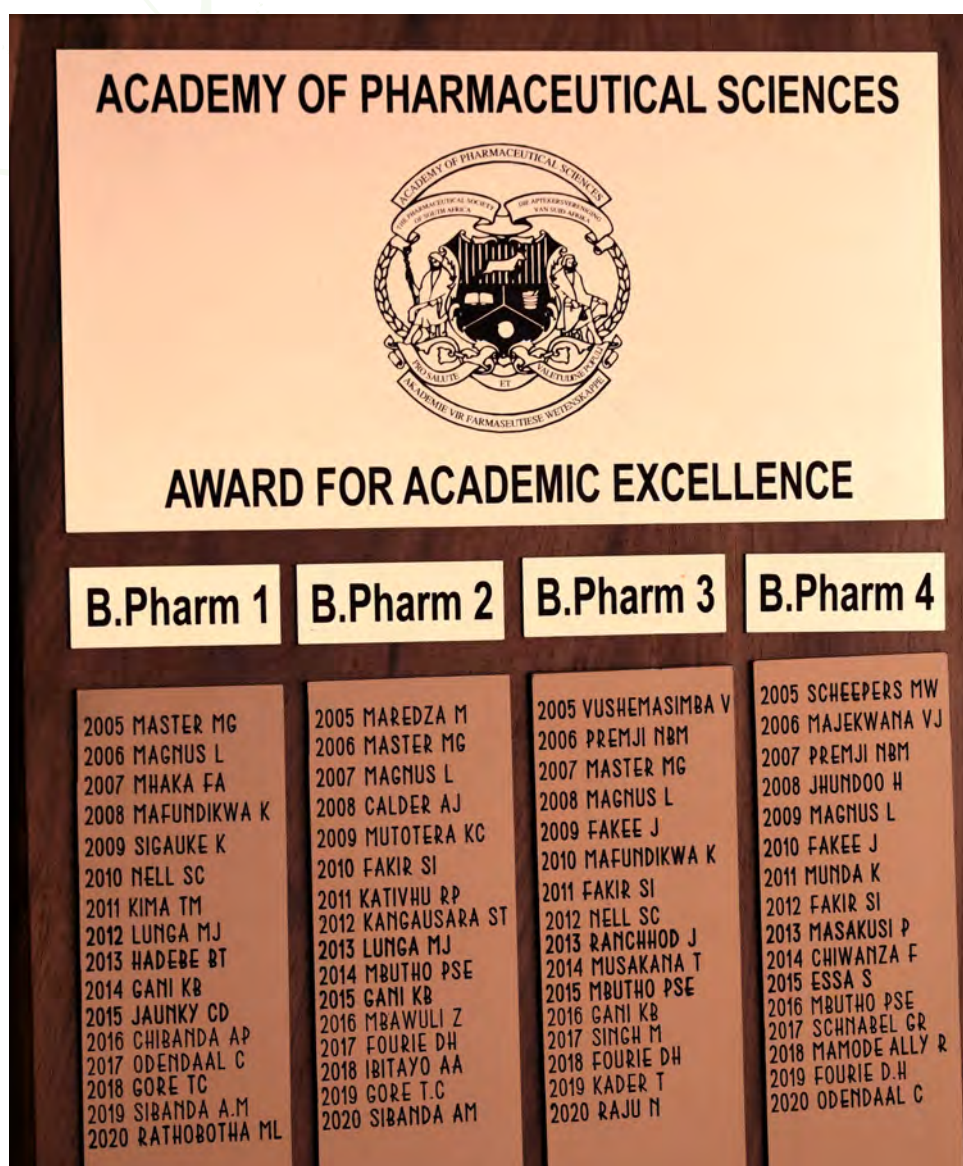 ACADEMY OF PHARMACEUTICAL SCIENCES
ACADEMY OF PHARMACEUTICAL SCIENCES
THE PHARMACEUTICAL SOCIETY
OF SOUTH AFRICA
DIE APTEKERSVERENIGING
VAN SUID-AFRIKA
PRO SALUTE ET VALETUDINE POPULI
AKADEMIE VIR FARMASEUTIESE WETENSKAPPE
AWARD FOR ACADEMIC EXCELLENCE
B.Pharm 1
2005 MASTER MG
2006 MAGNUS L
2007 MHAKA FA
2008 MAFUNDIKWA K
2009 SIGAUKE K
2010 NELL SC
2011 KIMA TM
2012 LUNGA MJ
2013 HADEBE BT
2014 GANI KB
2015 JAUNKY CD
2016 CHIBANDA AP
2017 ODENDAAL C
2018 GORE TC
2019 SIBANDA A.M
2020 RATHOBOTHA ML
B.Pharm 2
2005 MAREDZA M
2006 MASTER MG
2007 MAGNUS L
2008 CALDER AJ
2009 MUTOTERA KC
2010 FAKIR SI
2011 KATIVHU RP
2012 KANGAUSARA ST
2013 LUNGA MJ
2014 MBUTHO PSE
2015 GANI KB
2016 MBAWULI Z
2017 FOURIE DH
2018 IBITAYO AA
2019 GORE T.C
2020 SIBANDA AM
B.Pharm 3
2005 VUSHEMASIMBA V
2006 PREMJI NBM
2007 MASTER MG
2008 MAGNUS L
2009 FAKEE J
2010 MAFUNDIKWA K
2011 FAKIR SI
2012 NELL SC
2013 RANCHHOD J
2014 MUSAKANA T
2015 MBUTHO PSE
2016 GANI KB
2017 SINGH M
2018 FOURIE DH
2019 KADER T
2020 RAJU N
B.Pharm 4
2005 SCHEEPERS MW
2006 MAJEKWANA VJ
2007 PREMJI NBM
2008 JHUNDOO H
2009 MAGNUS L
2010 FAKEE J
2011 MUNDA K
2012 FAKIR SI
2013 MASAKUSI P
2014 CHIWANZA F
2015 ESSA S
2016 MBUTHO PSE
2017 SCHNABEL GR
2018 MAMODE ALLY R
2019 FOURIE D.H
2020 ODENDAAL C